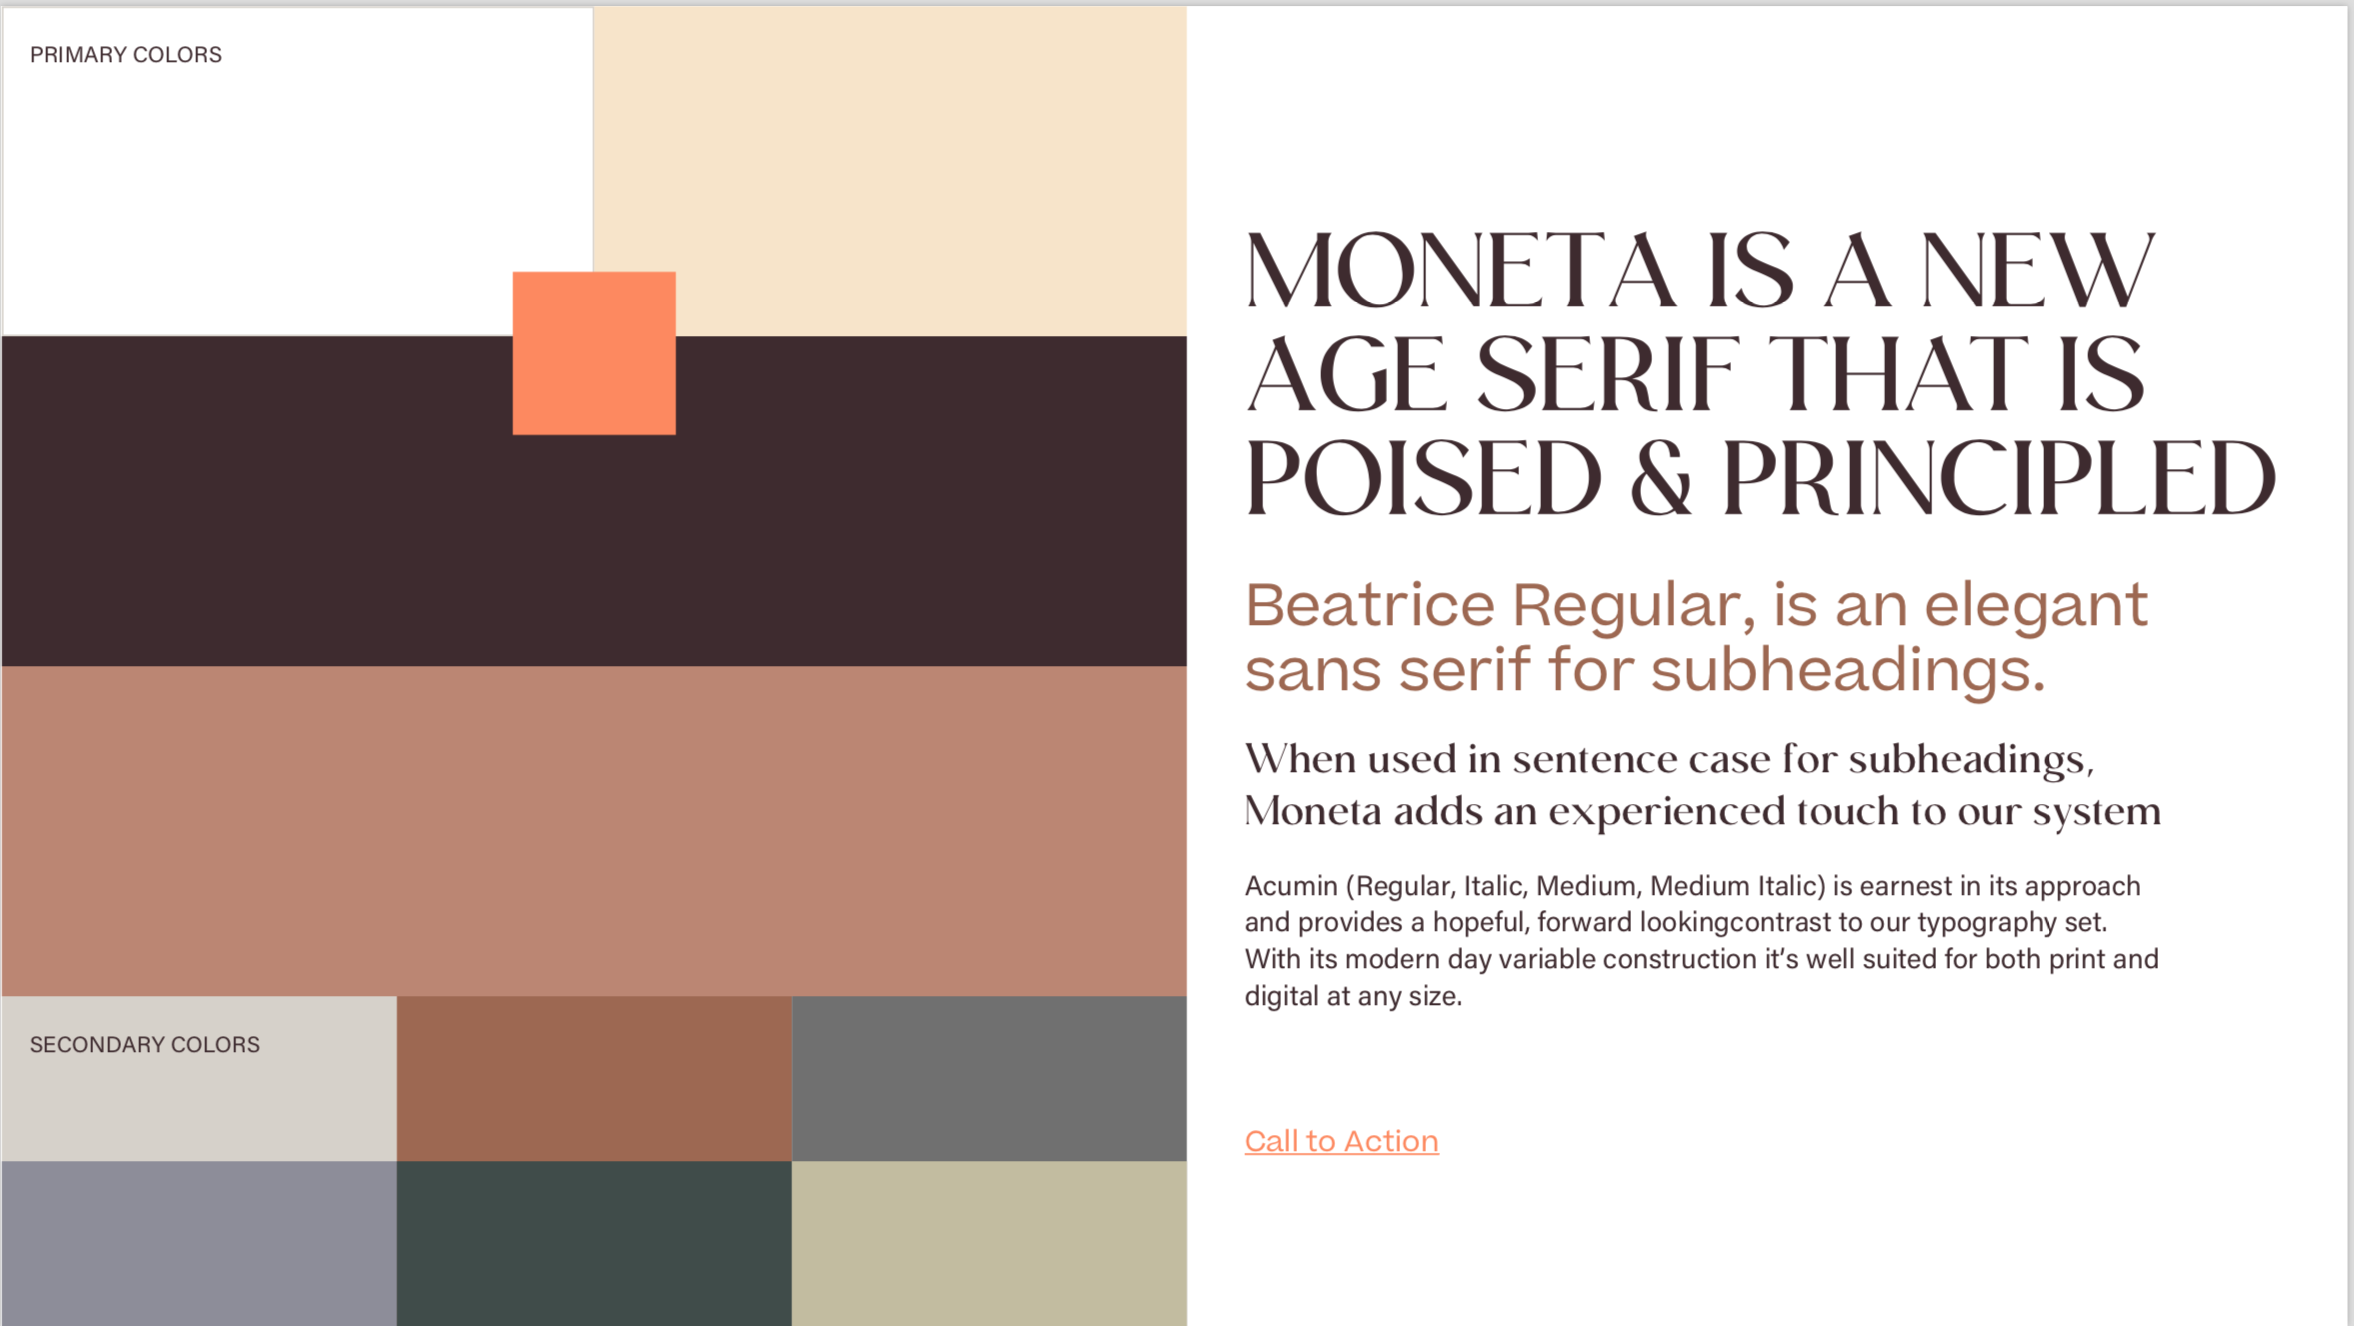 PRIMARY COLORS
MONETA IS A NEW
AGE SERIF THAT IS
POISED & PRINCIPLED
Beatrice Regular, is an elegant
sans serif for subheadings.
When used in sentence case for subheadings,
Moneta adds an experienced touch to our system
Acumin (Regular, Italic, Medium, Medium Italic) is earnest in its approach
and provides a hopeful, forward lookingcontrast to our typography set.
With its modern day variable construction it’s well suited for both print and
digital at any size.
SECONDARY COLORS
Call to Action